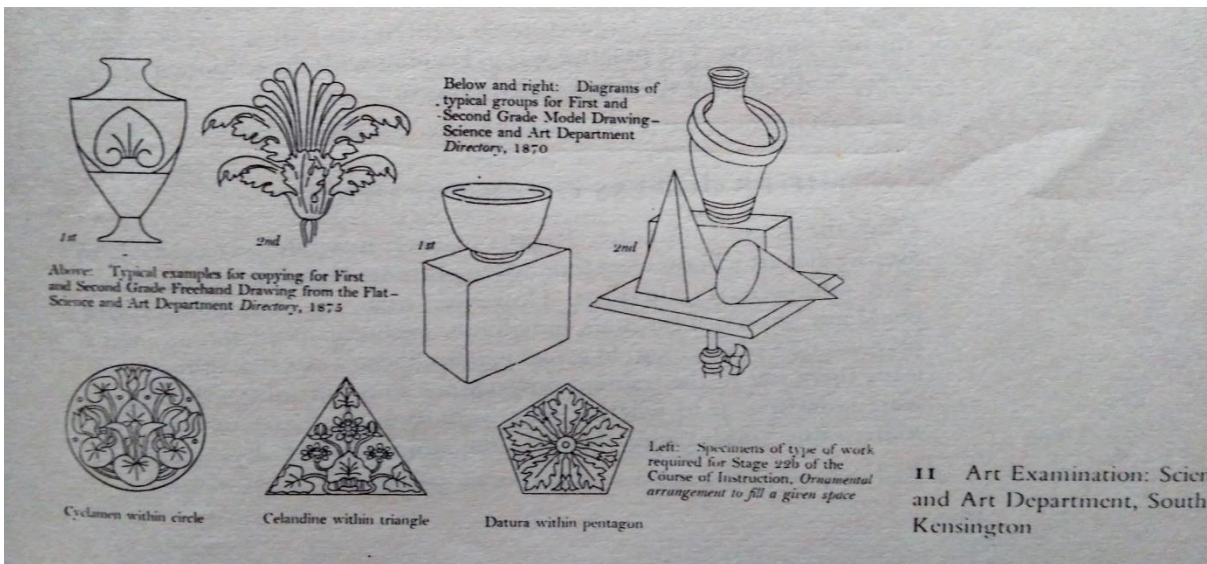 Below and right: Diagrams of
typical groups for First and
Second Grade Model Drawing–
Science and Art Department
Directory, 1870
1st
2nd
1st
2nd
Above: Typical examples for copying for First
and Second Grade Freehand Drawing from the Flat–
Science and Art Department Directory, 1875
Cyclamen within circle
Celandine within triangle
Datura within pentagon
Left: Specimens of type of work
required for Stage 22b of the
Course of Instruction, Ornamental
arrangement to fill a given space
11 Art Examination: Scien
and Art Department, South
Kensington